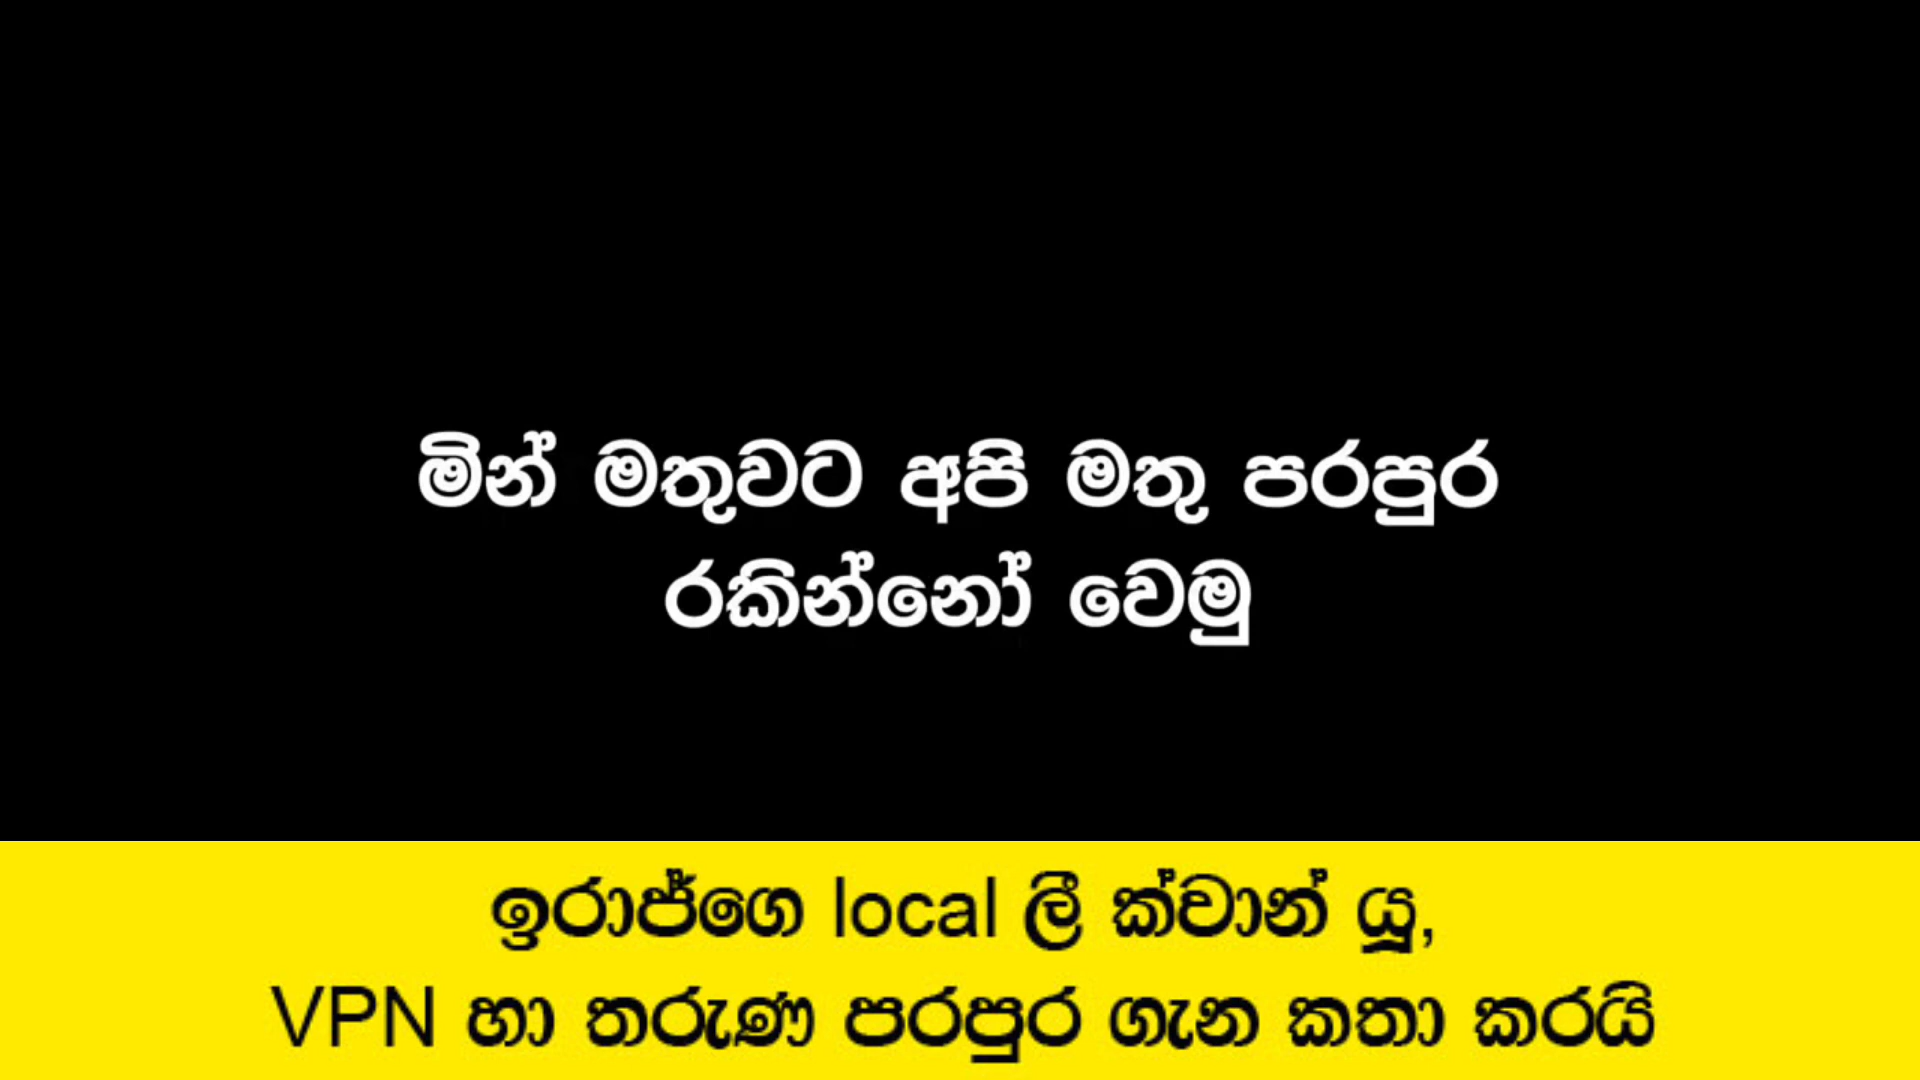 මින් මතුවට අපි මතු පරපුර
රකින්නෝ වෙමු
ඉරාජ්ගෙ local ලී ක්වාන් යූ,
VPN හා තරුණ පරපුර ගැන කතා කරයි